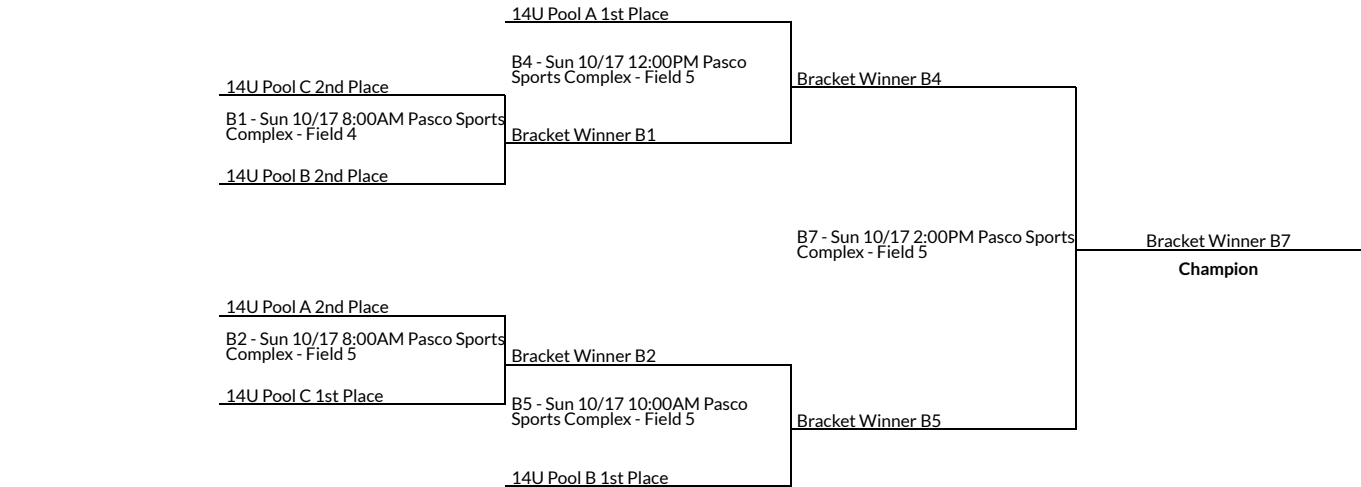 14U Pool A 1st Place
B4 - Sun 10/17 12:00PM Pasco
Sports Complex - Field 5
14U Pool C 2nd Place
Bracket Winner B4
B1 - Sun 10/17 8:00AM Pasco Sports
Complex - Field 4
Bracket Winner B1
14U Pool B 2nd Place
B7 - Sun 10/17 2:00PM Pasco Sports
Complex - Field 5
Bracket Winner B7
Champion
14U Pool A 2nd Place
B2 - Sun 10/17 8:00AM Pasco Sports
Complex - Field 5
Bracket Winner B2
14U Pool C 1st Place
B5 - Sun 10/17 10:00AM Pasco
Sports Complex - Field 5
Bracket Winner B5
14U Pool B 1st Place